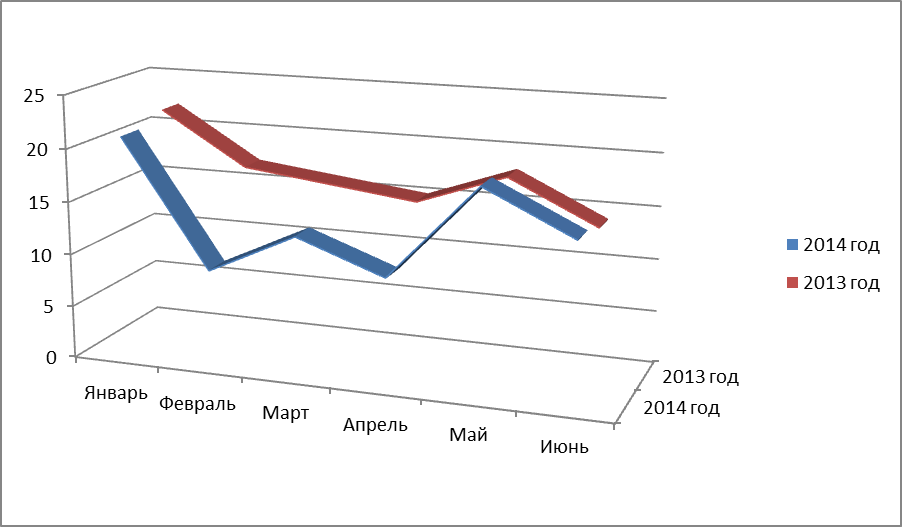 25
20
15
10
5
0
Январь
Февраль
Март
Апрель
Май
Июнь
2013 год
2014 год
2014 год
2013 год